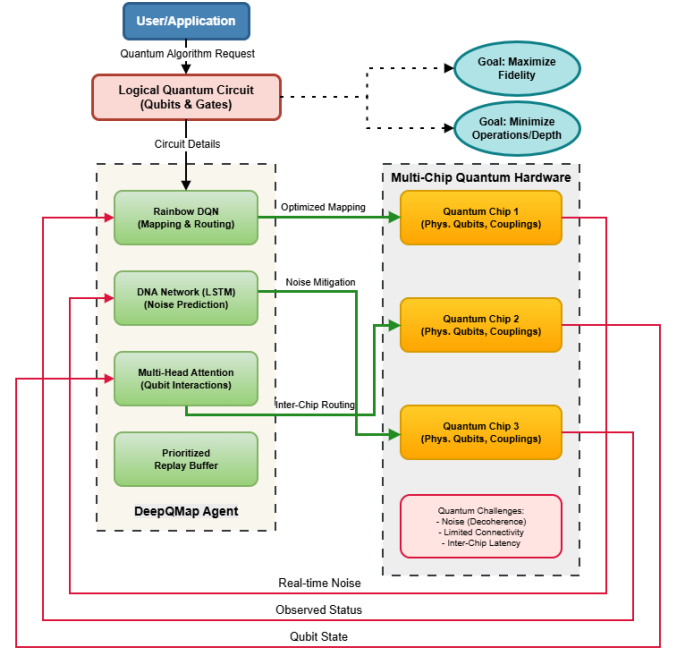 User/Application
Quantum Algorithm Request
Logical Quantum Circuit
(Qubits & Gates)
Goal: Maximize
Fidelity
Goal: Minimize
Operations/Depth
Circuit Details
Multi-Chip Quantum Hardware
Rainbow DQN
(Mapping & Routing)
Optimized Mapping
Quantum Chip 1
(Phys. Qubits, Couplings)
DNA Network (LSTM)
(Noise Prediction)
Noise Mitigation
Quantum Chip 2
(Phys. Qubits, Couplings)
Multi-Head Attention
(Qubit Interactions)
Inter-Chip Routing
Quantum Chip 3
(Phys. Qubits, Couplings)
Prioritized
Replay Buffer
DeepQMap Agent
Quantum Challenges:
- Noise (Decoherence)
- Limited Connectivity
- Inter-Chip Latency
Real-time Noise
Observed Status
Qubit State